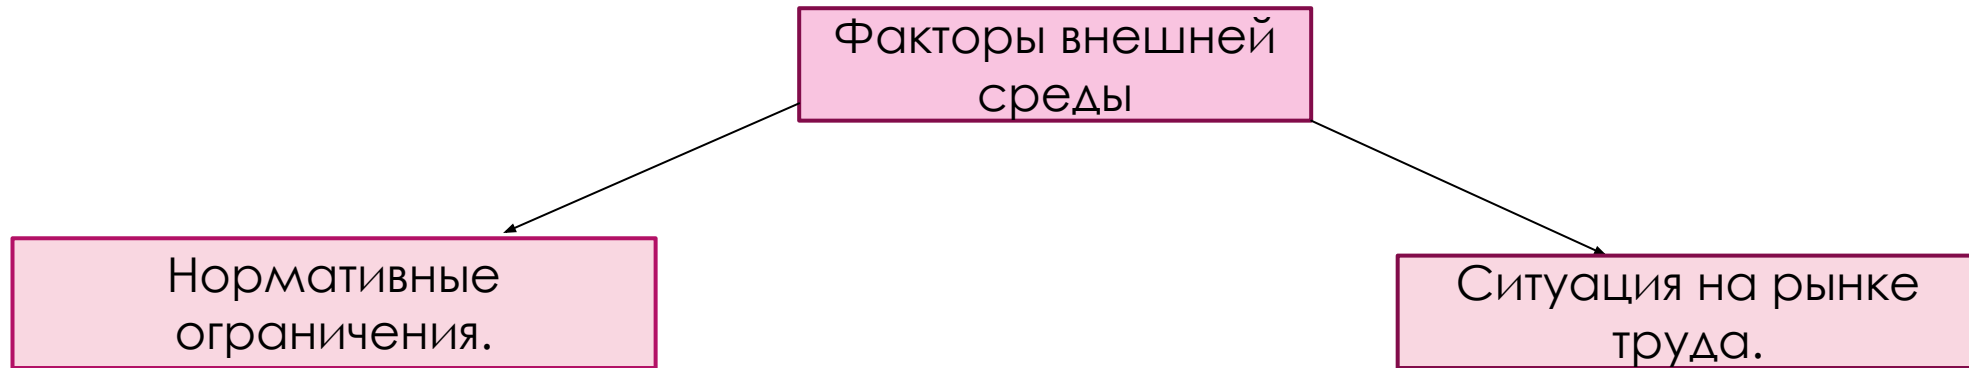 Факторы внешней
среды
Нормативные
ограничения.
Ситуация на рынке
труда.